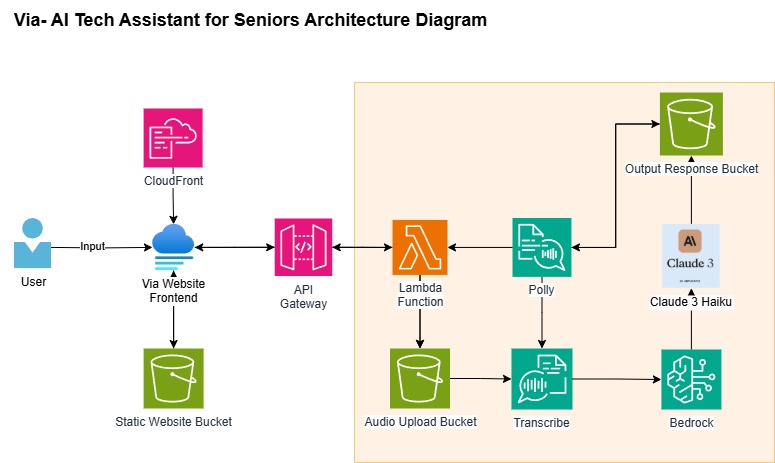 Via- AI Tech Assistant for Seniors Architecture Diagram
CloudFront
Output Response Bucket
Input
User
Via Website
Frontend
</>
API
Gateway
Lambda
Function
Polly
Claude 3
Claude 3 Haiku
Static Website Bucket
Audio Upload Bucket
Transcribe
Bedrock